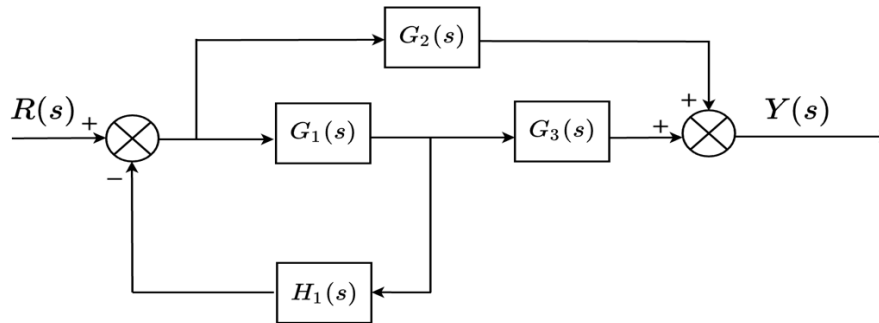 G₂(s)
R(s)
+
G₁(s)
G₃(s)
+
+
Y(s)
−
H₁(s)